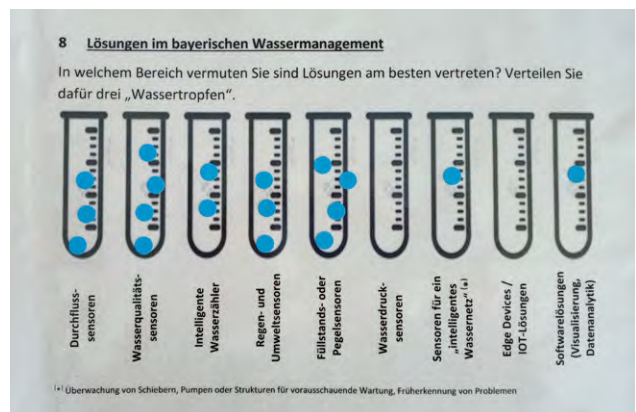 8 Lösungen im bayerischen Wassermanagement
In welchem Bereich vermuten Sie sind Lösungen am besten vertreten? Verteilen Sie
dafür drei „Wassertropfen".
Durchfluss-
sensoren
Wasserqualitäts-
sensoren
Intelligente
Wasserzähler
Regen- und
Umweltsensoren
Füllstands- oder
Pegelsensoren
Wasserdruck-
sensoren
Sensoren für ein
„intelligentes
Wassernetz" (*)
Edge Devices /
IOT-Lösungen
Softwarelösungen
(Visualisierung,
Datenanalytik)
(*) Überwachung von Schiebern, Pumpen oder Strukturen für vorausschauende Wartung, Früherkennung von Problemen